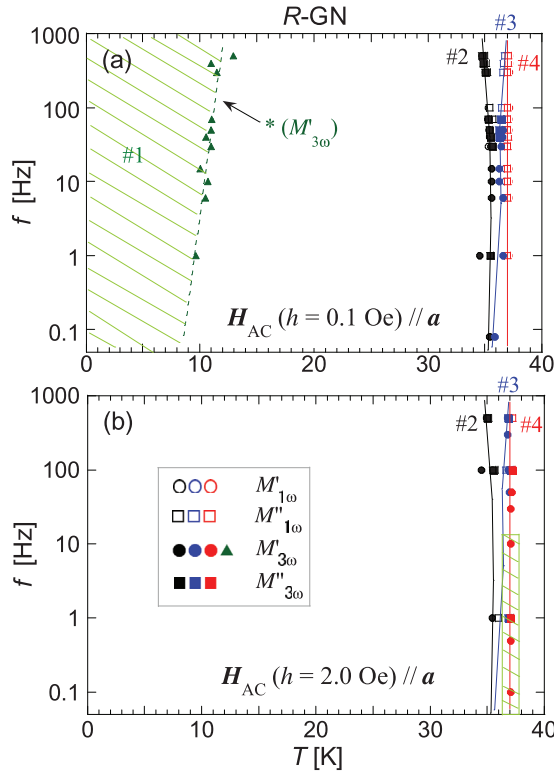 R-GN
#3
1000
(a)
#2
#4
100
* (M'3ω)
#1
f [Hz]
10
1
HAC (h = 0.1 Oe) // a
0.1
0
10
20
30
40
#3
1000
(b)
#2
#4
M'1ω
100
M''1ω
M'3ω
f [Hz]
10
M''3ω
1
HAC (h = 2.0 Oe) // a
0.1
0
10
20
30
40
T [K]